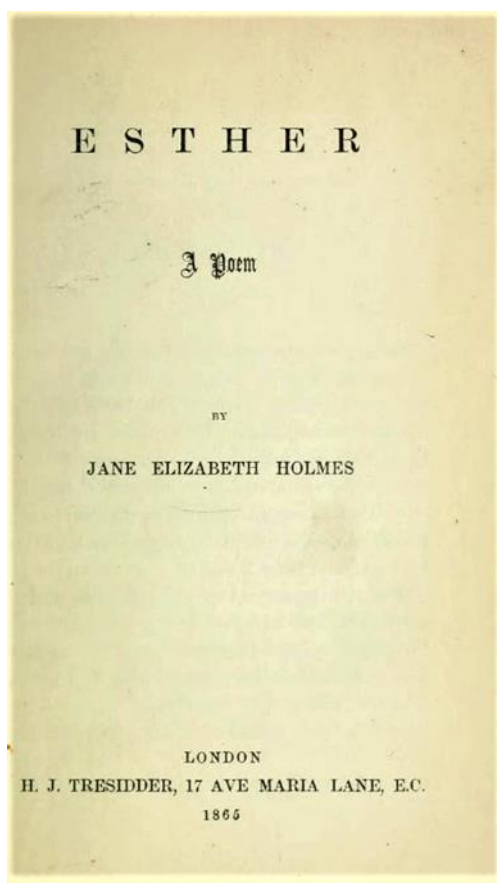 ESTHER
A Poem
BY
JANE ELIZABETH HOLMES
LONDON
H. J. TRESIDDER, 17 AVE MARIA LANE, E.C.
1865